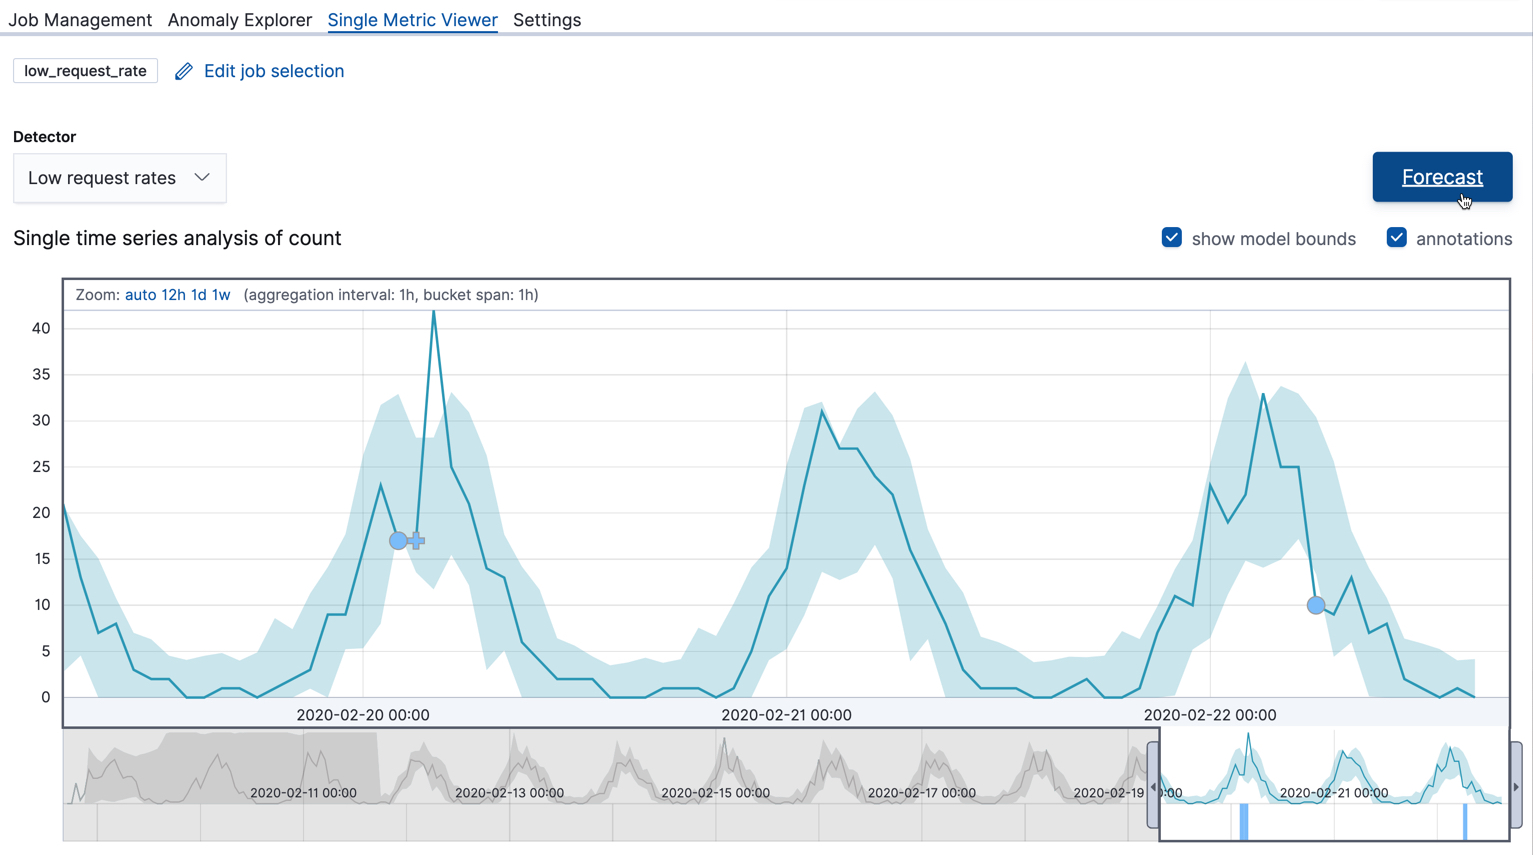 Job Management Anomaly Explorer Single Metric Viewer Settings
low_request_rate Edit job selection
Detector
Low request rates
Forecast
Single time series analysis of count
show model bounds annotations
Zoom: auto 12h 1d 1w (aggregation interval: 1h, bucket span: 1h)
40
35
30
25
20
15
10
5
0
2020-02-20 00:00 2020-02-21 00:00 2020-02-22 00:00
2020-02-11 00:00 2020-02-13 00:00 2020-02-15 00:00 2020-02-17 00:00 2020-02-19 :00 2020-02-21 00:00